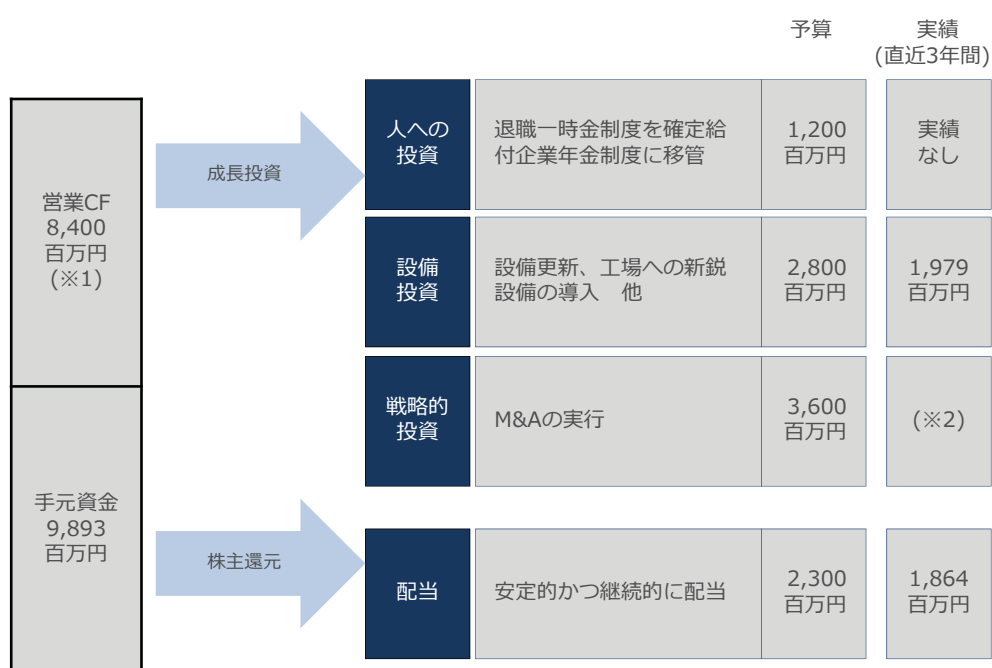 予算
実績
(直近3年間)
営業CF
8,400
百万円
(※1)
手元資金
9,893
百万円
成長投資
株主還元
人への
投資
退職一時金制度を確定給
付企業年金制度に移管
1,200
百万円
実績
なし
設備
投資
設備更新、工場への新鋭
設備の導入　他
2,800
百万円
1,979
百万円
戦略的
投資
M&Aの実行
3,600
百万円
(※2)
配当
安定的かつ継続的に配当
2,300
百万円
1,864
百万円